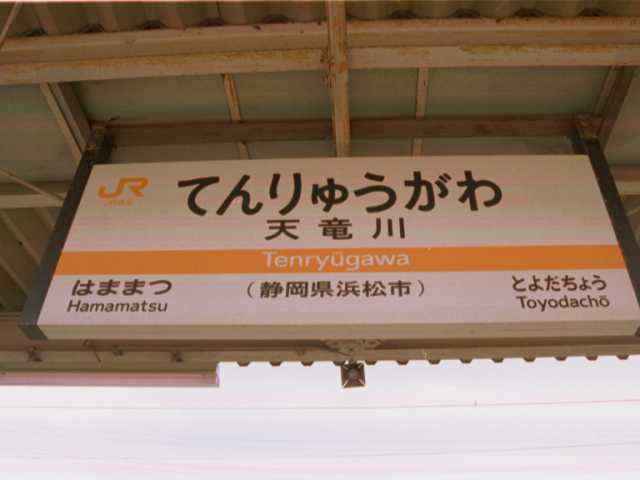 JR
てんりゅうがわ
天竜川
Tenryūgawa
はままつ
Hamamatsu
（静岡県浜松市）
とよだちょう
Toyodachō